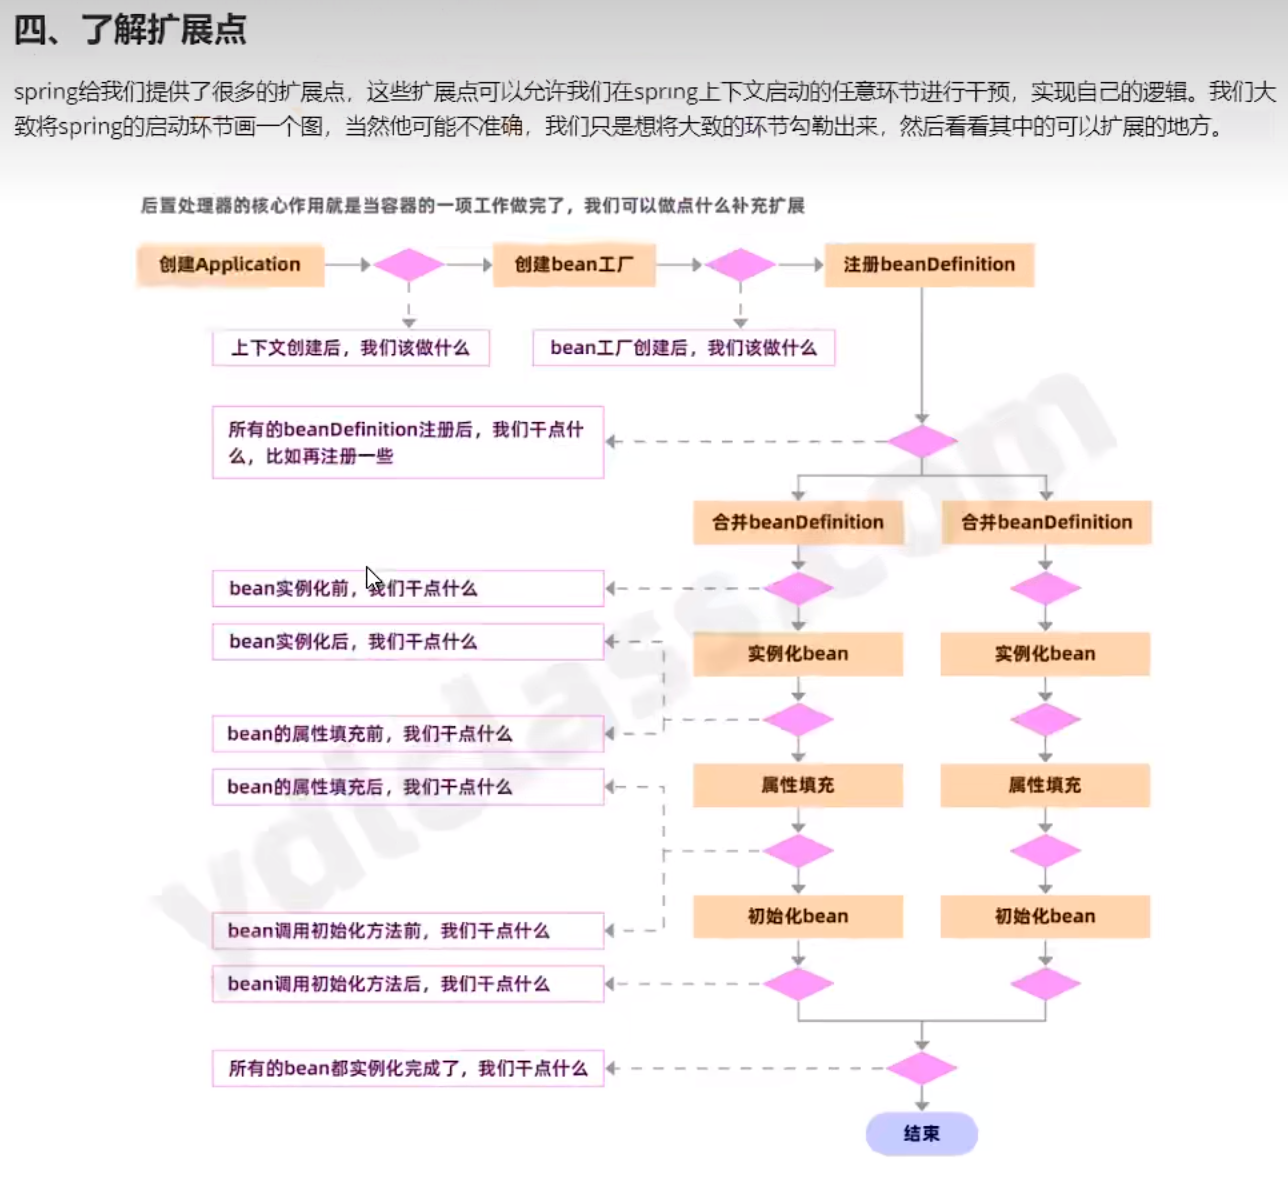 四、了解扩展点
spring给我们提供了很多的扩展点，这些扩展点可以允许我们在spring上下文启动的任意环节进行干预，实现自己的逻辑。我们大
致将spring的启动环节画一个图，当然他可能不准确，我们只是想将大致的环节勾勒出来，然后看看其中的可以扩展的地方。
后置处理器的核心作用就是当容器的一项工作做完了，我们可以做点什么补充扩展
创建Application
创建bean工厂
注册beanDefinition
上下文创建后，我们该做什么
bean工厂创建后，我们该做什么
所有的beanDefinition注册后，我们干点什
么，比如再注册一些
合并beanDefinition
合并beanDefinition
bean实例化前，我们干点什么
bean实例化后，我们干点什么
实例化bean
实例化bean
bean的属性填充前，我们干点什么
bean的属性填充后，我们干点什么
属性填充
属性填充
初始化bean
初始化bean
bean调用初始化方法前，我们干点什么
bean调用初始化方法后，我们干点什么
所有的bean都实例化完成了，我们干点什么
结束
ydlclass.com